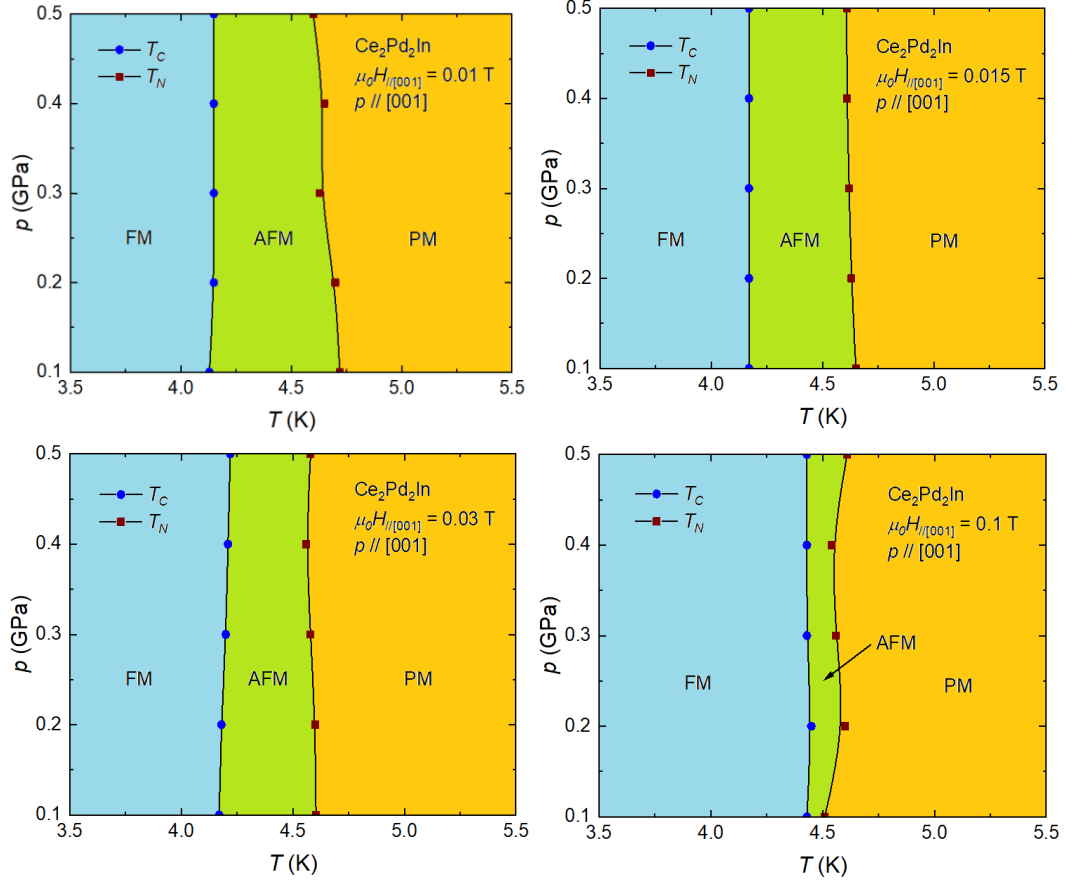 0.5
0.4
0.3
0.2
0.1
p (GPa)
T_C
T_N
Ce2Pd2In
μ0H//[001] = 0.01 T
p // [001]
FM
AFM
PM
3.5 4.0 4.5 5.0 5.5
T (K)
0.5
0.4
0.3
0.2
0.1
p (GPa)
T_C
T_N
Ce2Pd2In
μ0H//[001] = 0.015 T
p // [001]
FM
AFM
PM
3.5 4.0 4.5 5.0 5.5
T (K)
0.5
0.4
0.3
0.2
0.1
p (GPa)
T_C
T_N
Ce2Pd2In
μ0H//[001] = 0.03 T
p // [001]
FM
AFM
PM
3.5 4.0 4.5 5.0 5.5
T (K)
0.5
0.4
0.3
0.2
0.1
p (GPa)
T_C
T_N
Ce2Pd2In
μ0H//[001] = 0.1 T
p // [001]
AFM
FM
PM
3.5 4.0 4.5 5.0 5.5
T (K)